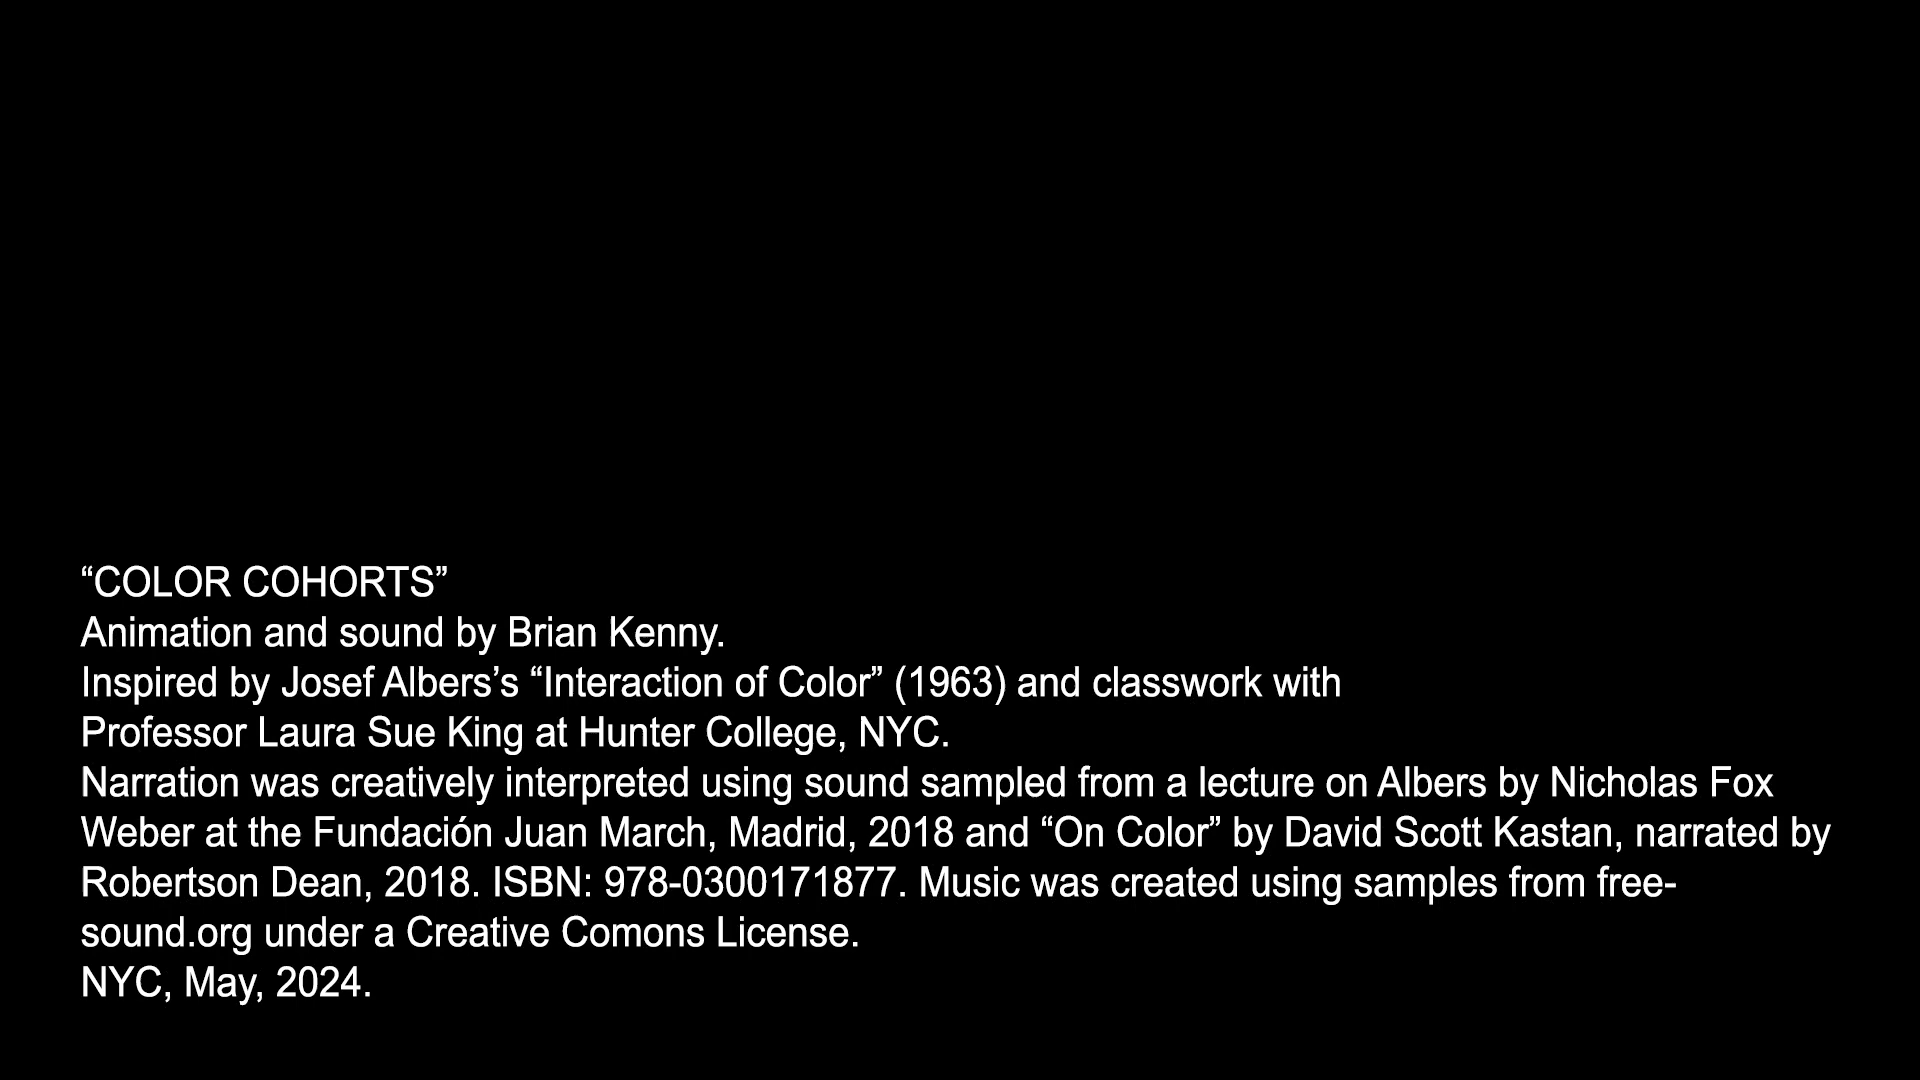 “COLOR COHORTS”
Animation and sound by Brian Kenny.
Inspired by Josef Albers’s “Interaction of Color” (1963) and classwork with
Professor Laura Sue King at Hunter College, NYC.
Narration was creatively interpreted using sound sampled from a lecture on Albers by Nicholas Fox
Weber at the Fundación Juan March, Madrid, 2018 and “On Color” by David Scott Kastan, narrated by
Robertson Dean, 2018. ISBN: 978-0300171877. Music was created using samples from free-
sound.org under a Creative Comons License.
NYC, May, 2024.